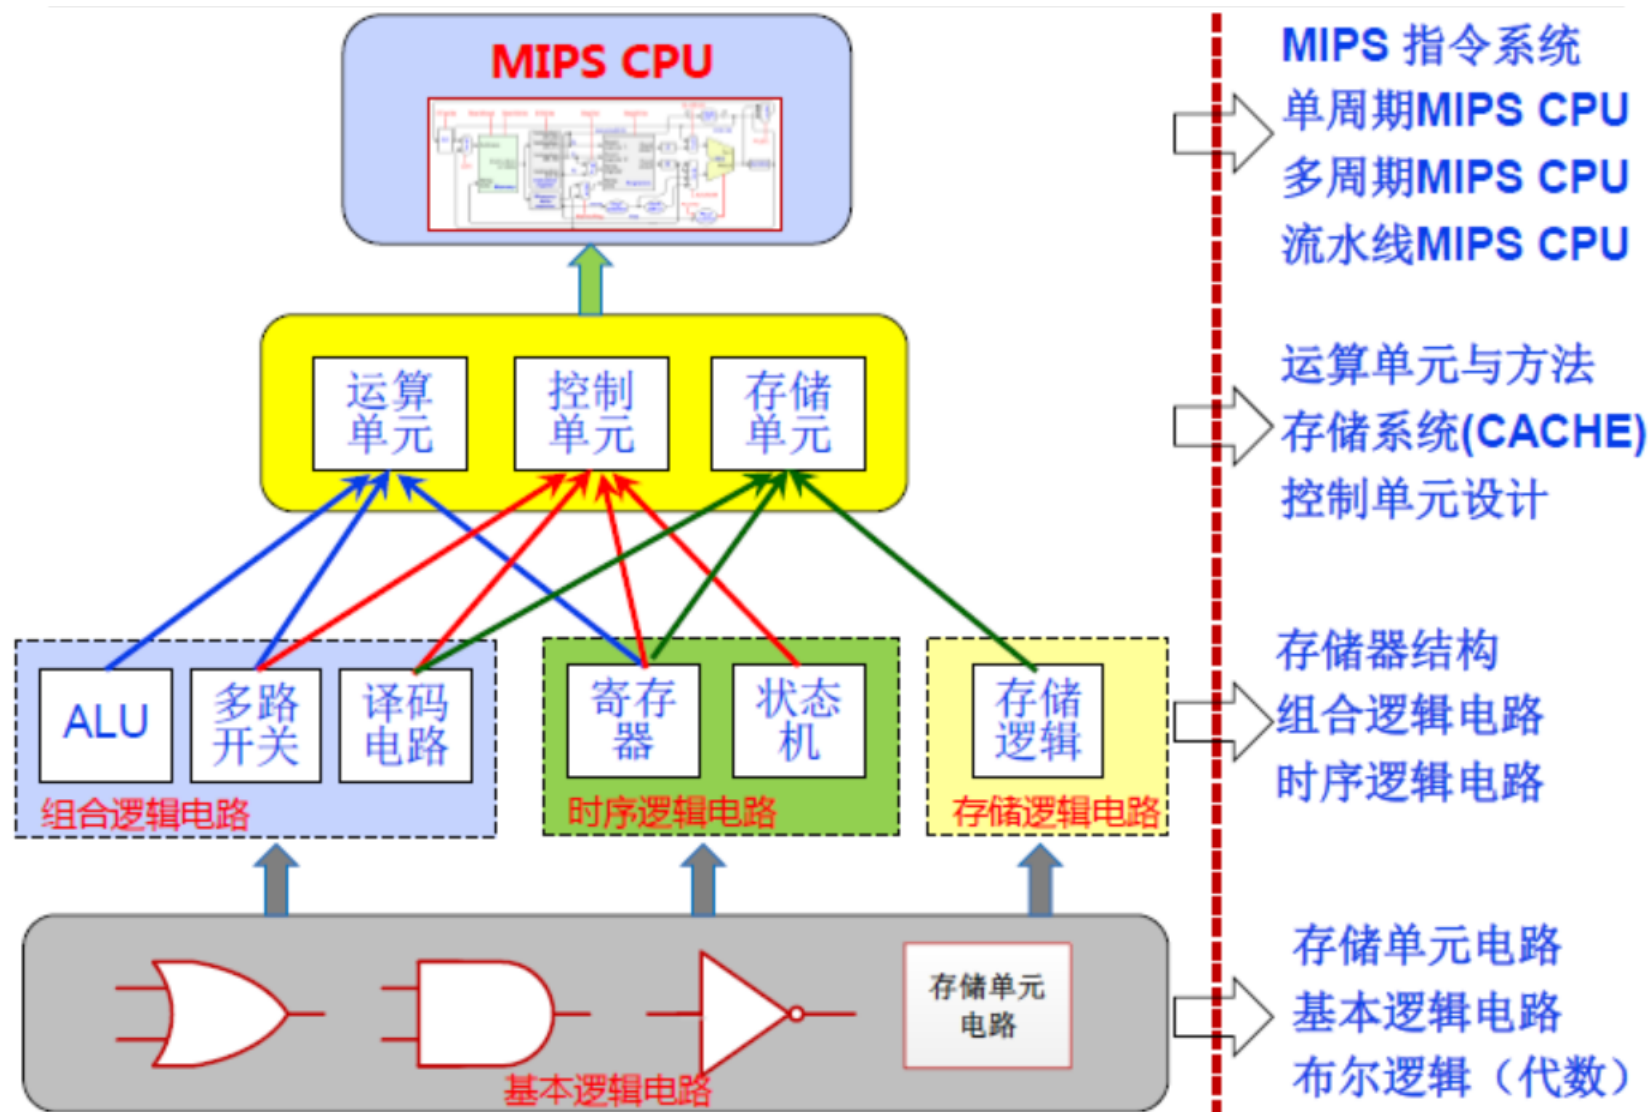 MIPS CPU
MIPS 指令系统
单周期MIPS CPU
多周期MIPS CPU
流水线MIPS CPU
运算
单元
控制
单元
存储
单元
运算单元与方法
存储系统(CACHE)
控制单元设计
ALU
多路
开关
译码
电路
组合逻辑电路
寄存
器
状态
机
时序逻辑电路
存储
逻辑
存储逻辑电路
存储器结构
组合逻辑电路
时序逻辑电路
存储单元
电路
基本逻辑电路
存储单元电路
基本逻辑电路
布尔逻辑（代数）